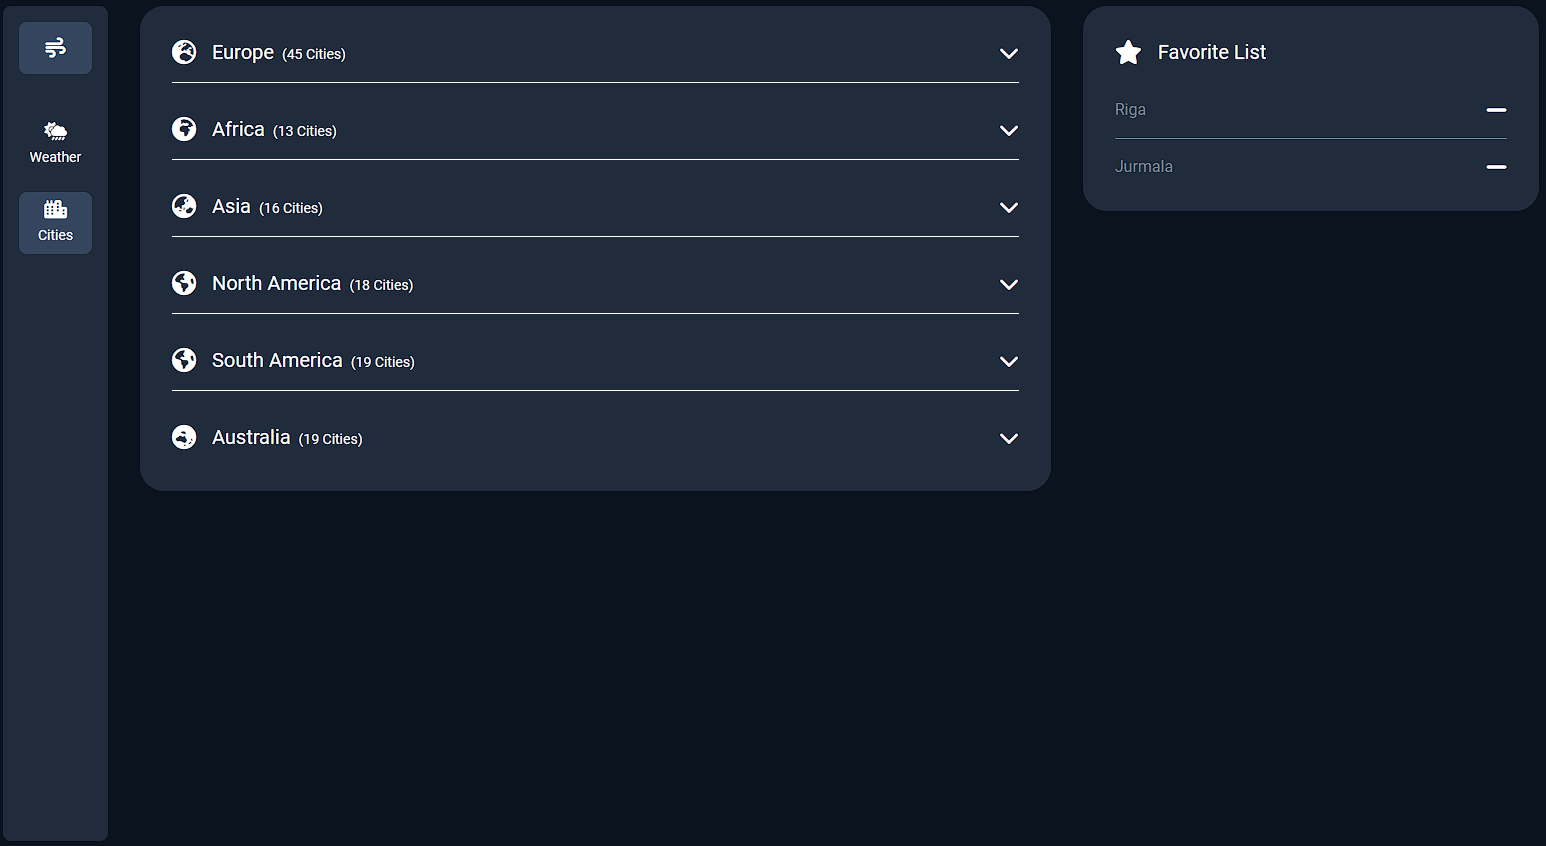 Weather
Cities
Europe (45 Cities)
Africa (13 Cities)
Asia (16 Cities)
North America (18 Cities)
South America (19 Cities)
Australia (19 Cities)
Favorite List
Riga
Jurmala